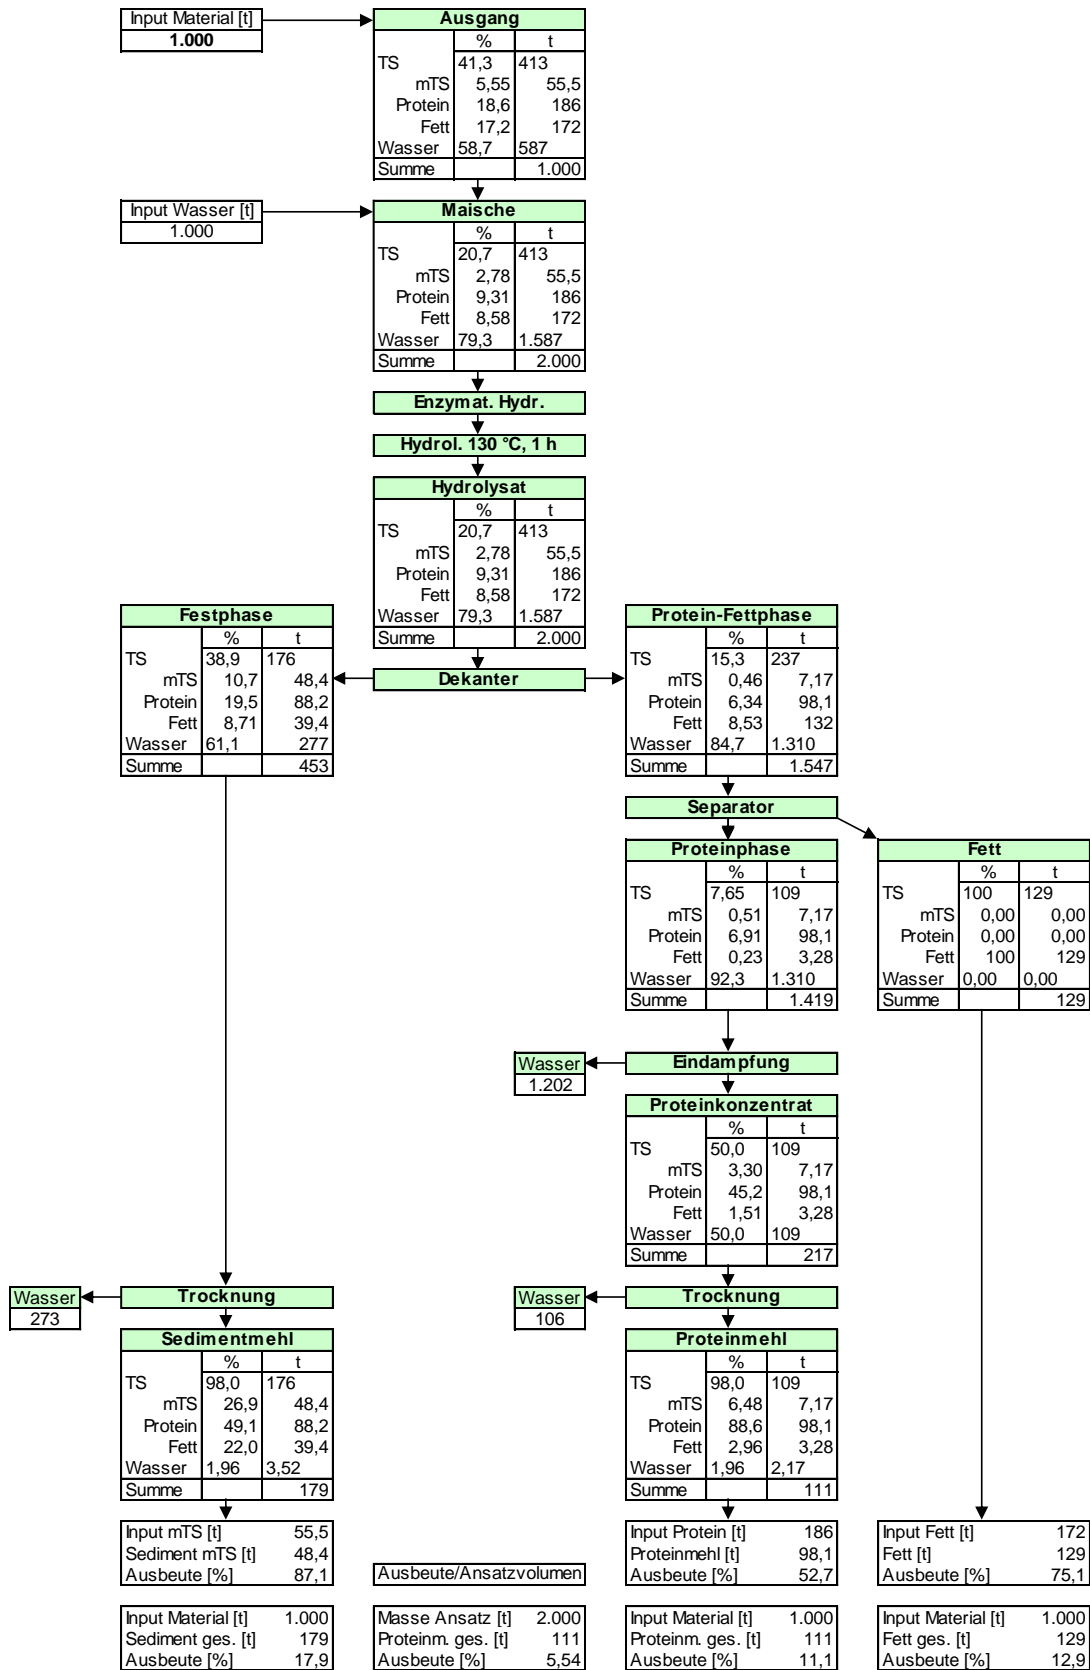 Input Material [t]
1.000
Ausgang
% t
TS 41,3 413
mTS 5,55 55,5
Protein 18,6 186
Fett 17,2 172
Wasser 58,7 587
Summe 1.000
Input Wasser [t]
1.000
Maische
% t
TS 20,7 413
mTS 2,78 55,5
Protein 9,31 186
Fett 8,58 172
Wasser 79,3 1.587
Summe 2.000
Enzymat. Hydr.
Hydrol. 130 °C, 1 h
Hydrolysat
% t
TS 20,7 413
mTS 2,78 55,5
Protein 9,31 186
Fett 8,58 172
Wasser 79,3 1.587
Summe 2.000
Dekanter
Festphase
% t
TS 38,9 176
mTS 10,7 48,4
Protein 19,5 88,2
Fett 8,71 39,4
Wasser 61,1 277
Summe 453
Protein-Fettphase
% t
TS 15,3 237
mTS 0,46 7,17
Protein 6,34 98,1
Fett 8,53 132
Wasser 84,7 1.310
Summe 1.547
Separator
Proteinphase
% t
TS 7,65 109
mTS 0,51 7,17
Protein 6,91 98,1
Fett 0,23 3,28
Wasser 92,3 1.310
Summe 1.419
Fett
% t
TS 100 129
mTS 0,00 0,00
Protein 0,00 0,00
Fett 100 129
Wasser 0,00 0,00
Summe 129
Wasser
1.202
Eindampfung
Proteinkonzentrat
% t
TS 50,0 109
mTS 3,30 7,17
Protein 45,2 98,1
Fett 1,51 3,28
Wasser 50,0 109
Summe 217
Wasser
273
Trocknung
Sedimentmehl
% t
TS 98,0 176
mTS 26,9 48,4
Protein 49,1 88,2
Fett 22,0 39,4
Wasser 1,96 3,52
Summe 179
Wasser
106
Trocknung
Proteinmehl
% t
TS 98,0 109
mTS 6,48 7,17
Protein 88,6 98,1
Fett 2,96 3,28
Wasser 1,96 2,17
Summe 111
Input mTS [t] 55,5
Sediment mTS [t] 48,4
Ausbeute [%] 87,1
Ausbeute/Ansatzvolumen
Input Protein [t] 186
Proteinmehl [t] 98,1
Ausbeute [%] 52,7
Input Fett [t] 172
Fett [t] 129
Ausbeute [%] 75,1
Input Material [t] 1.000
Sediment ges. [t] 179
Ausbeute [%] 17,9
Masse Ansatz [t] 2.000
Proteinm. ges. [t] 111
Ausbeute [%] 5,54
Input Material [t] 1.000
Proteinm. ges. [t] 111
Ausbeute [%] 11,1
Input Material [t] 1.000
Fett ges. [t] 129
Ausbeute [%] 12,9